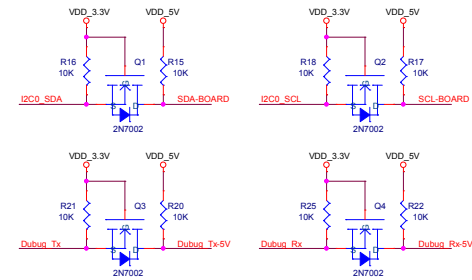 VDD_3.3V VDD_5V VDD_3.3V VDD_5V
R16 Q1 R15 R18 Q2 R17
10K 10K 10K 10K
I2C0_SDA SDA-BOARD I2C0_SCL SCL-BOARD
2N7002 2N7002
VDD_3.3V VDD_5V VDD_3.3V VDD_5V
R21 Q3 R20 R25 Q4 R22
10K 10K 10K 10K
Dubug_Tx Dubug_Tx-5V Dubug_Rx Dubug_Rx-5V
2N7002 2N7002